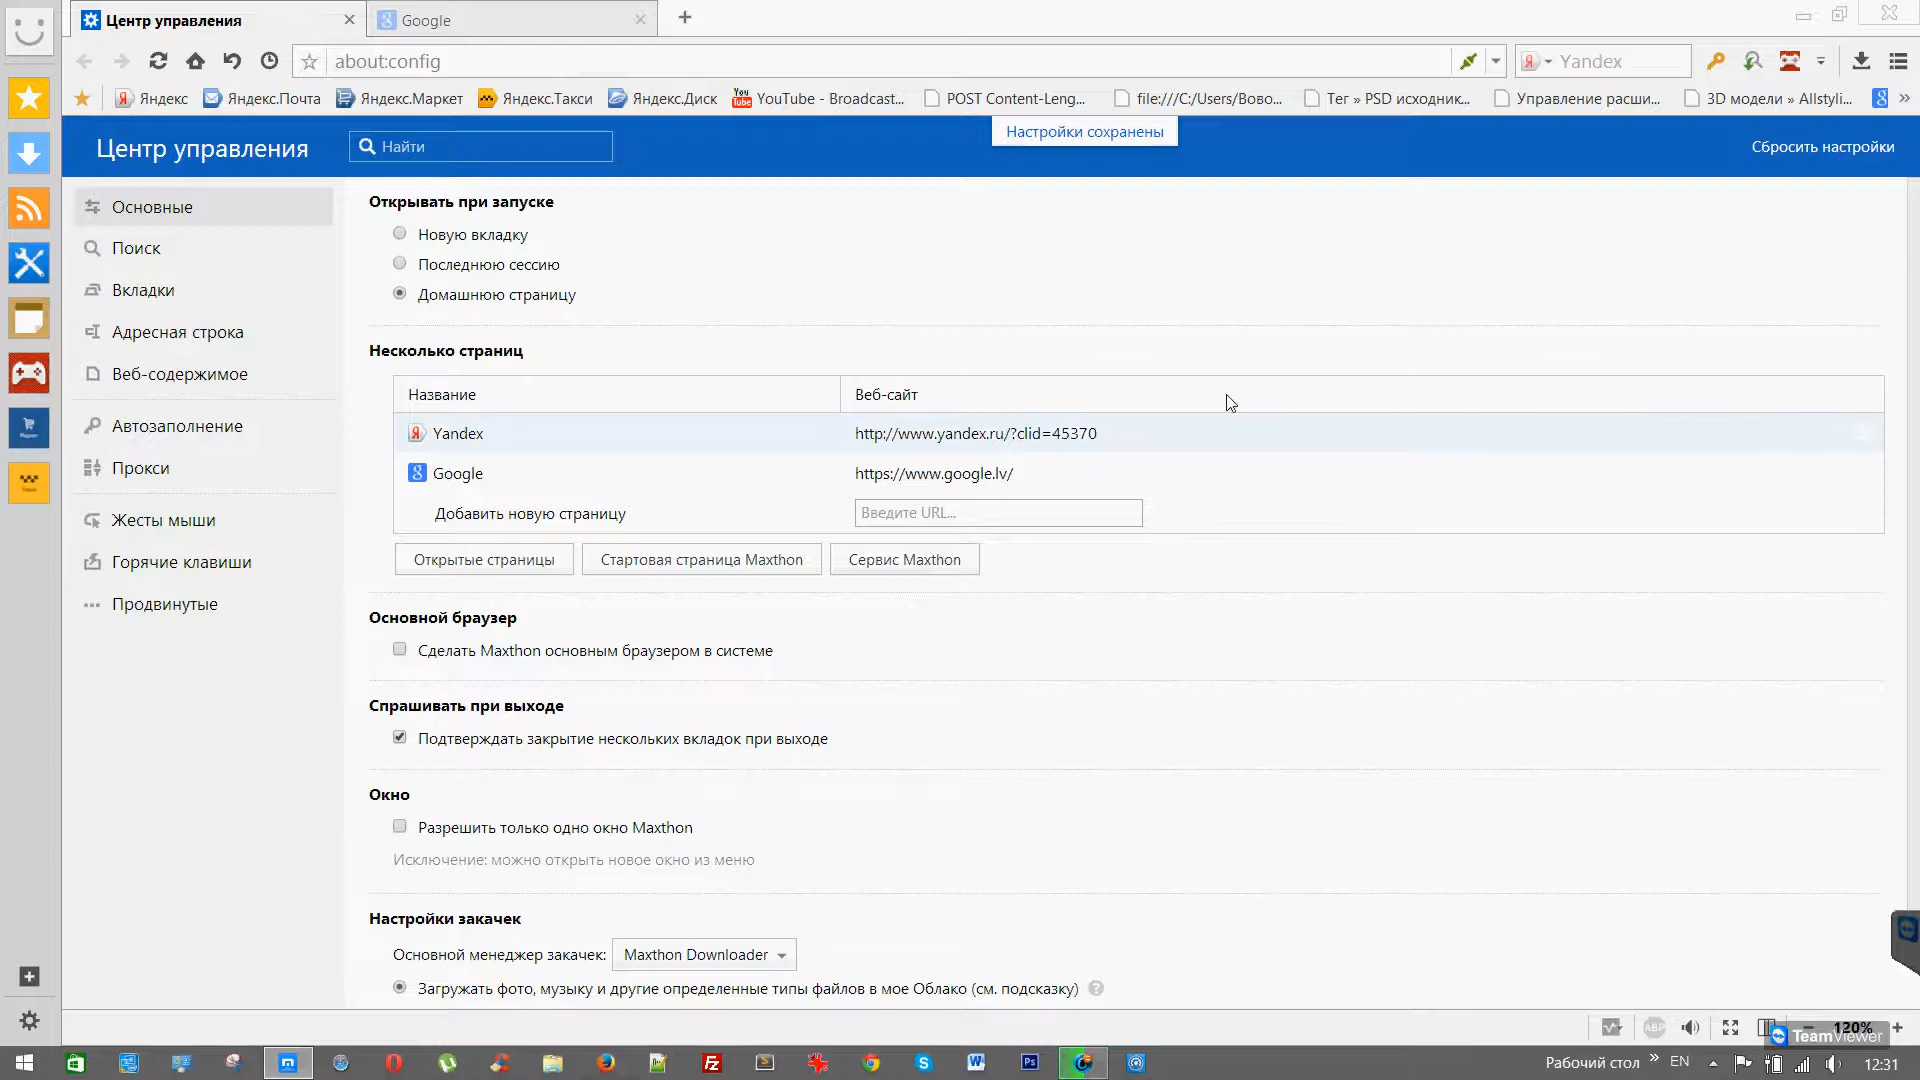 Центр управления
Google
about:config
Yandex
Яндекс
Яндекс.Почта
Яндекс.Маркет
Яндекс.Такси
Яндекс.Диск
YouTube - Broadcast...
POST Content-Leng...
file:///C:/Users/Вово...
Тег » PSD исходник...
Управление расши...
3D модели » Allstyli...
Центр управления
Найти
Настройки сохранены
Сбросить настройки
Основные
Поиск
Вкладки
Адресная строка
Веб-содержимое
Автозаполнение
Прокси
Жесты мыши
Горячие клавиши
Продвинутые
Открывать при запуске
Новую вкладку
Последнюю сессию
Домашнюю страницу
Несколько страниц
Название
Веб-сайт
Yandex
http://www.yandex.ru/?clid=45370
Google
https://www.google.lv/
Добавить новую страницу
Введите URL...
Открытые страницы
Стартовая страница Maxthon
Сервис Maxthon
Основной браузер
Сделать Maxthon основным браузером в системе
Спрашивать при выходе
Подтверждать закрытие нескольких вкладок при выходе
Окно
Разрешить только одно окно Maxthon
Исключение: можно открыть новое окно из меню
Настройки закачек
Основной менеджер закачек:
Maxthon Downloader
Загружать фото, музыку и другие определенные типы файлов в мое Облако (см. подсказку)
120%
TeamViewer
Рабочий стол
EN
12:31